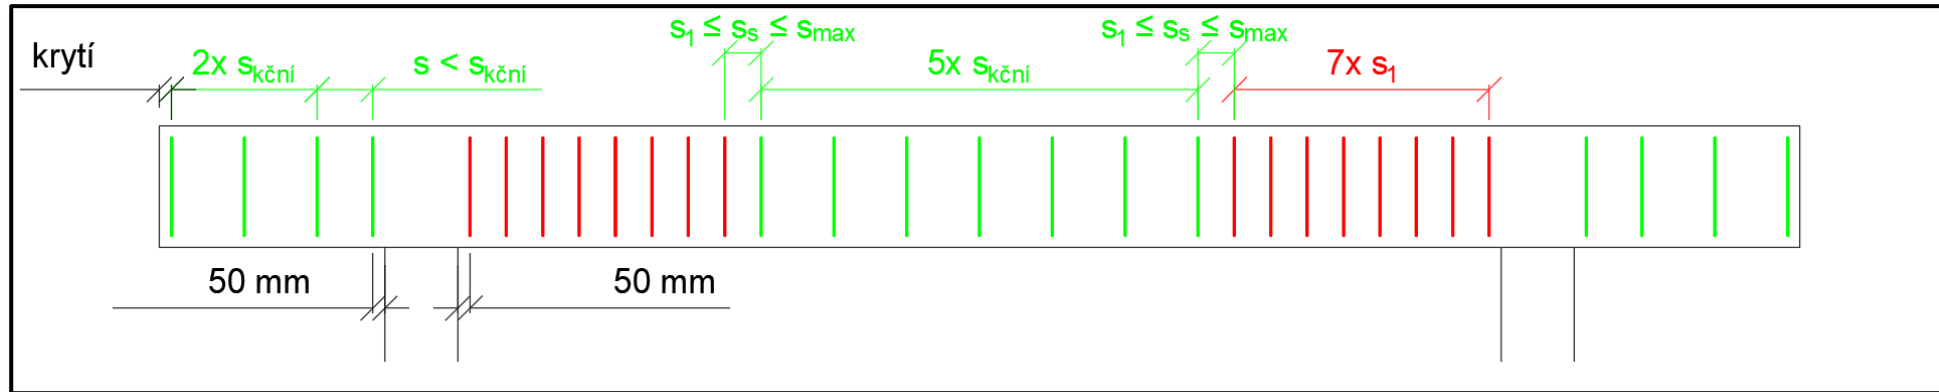 krytí
2x skční
s < skční
s1 ≤ ss ≤ smax
5x skční
s1 ≤ ss ≤ smax
7x s1
50 mm
50 mm